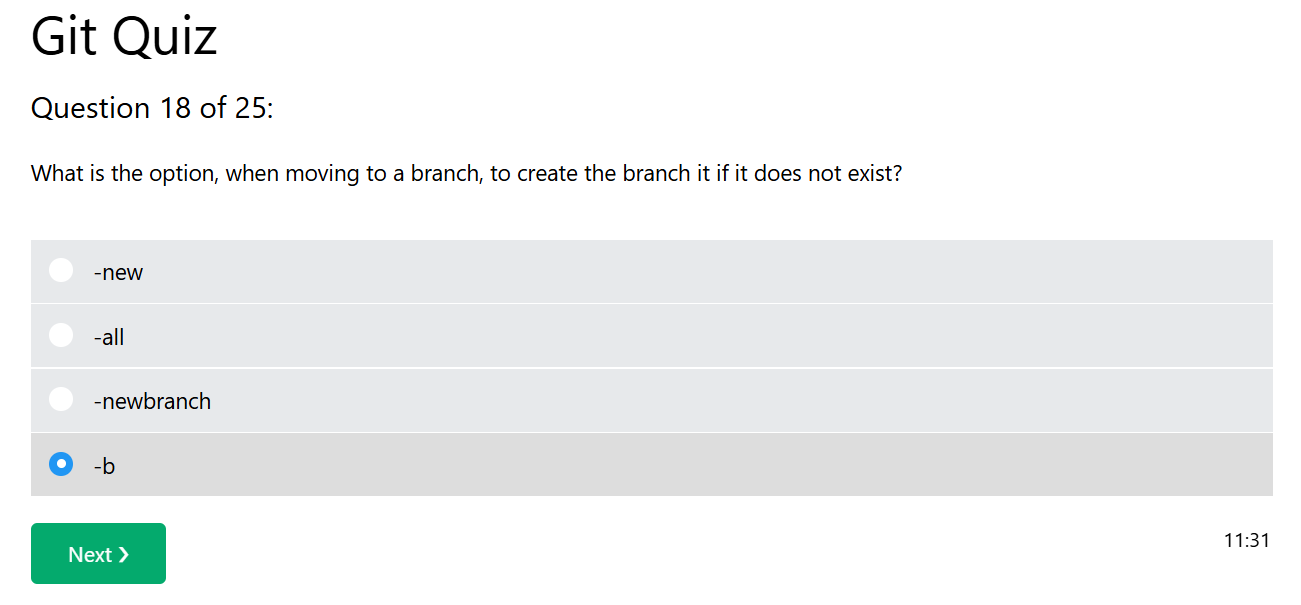 Git Quiz
Question 18 of 25:
What is the option, when moving to a branch, to create the branch it if it does not exist?
-new
-all
-newbranch
-b
Next ❯
11:31